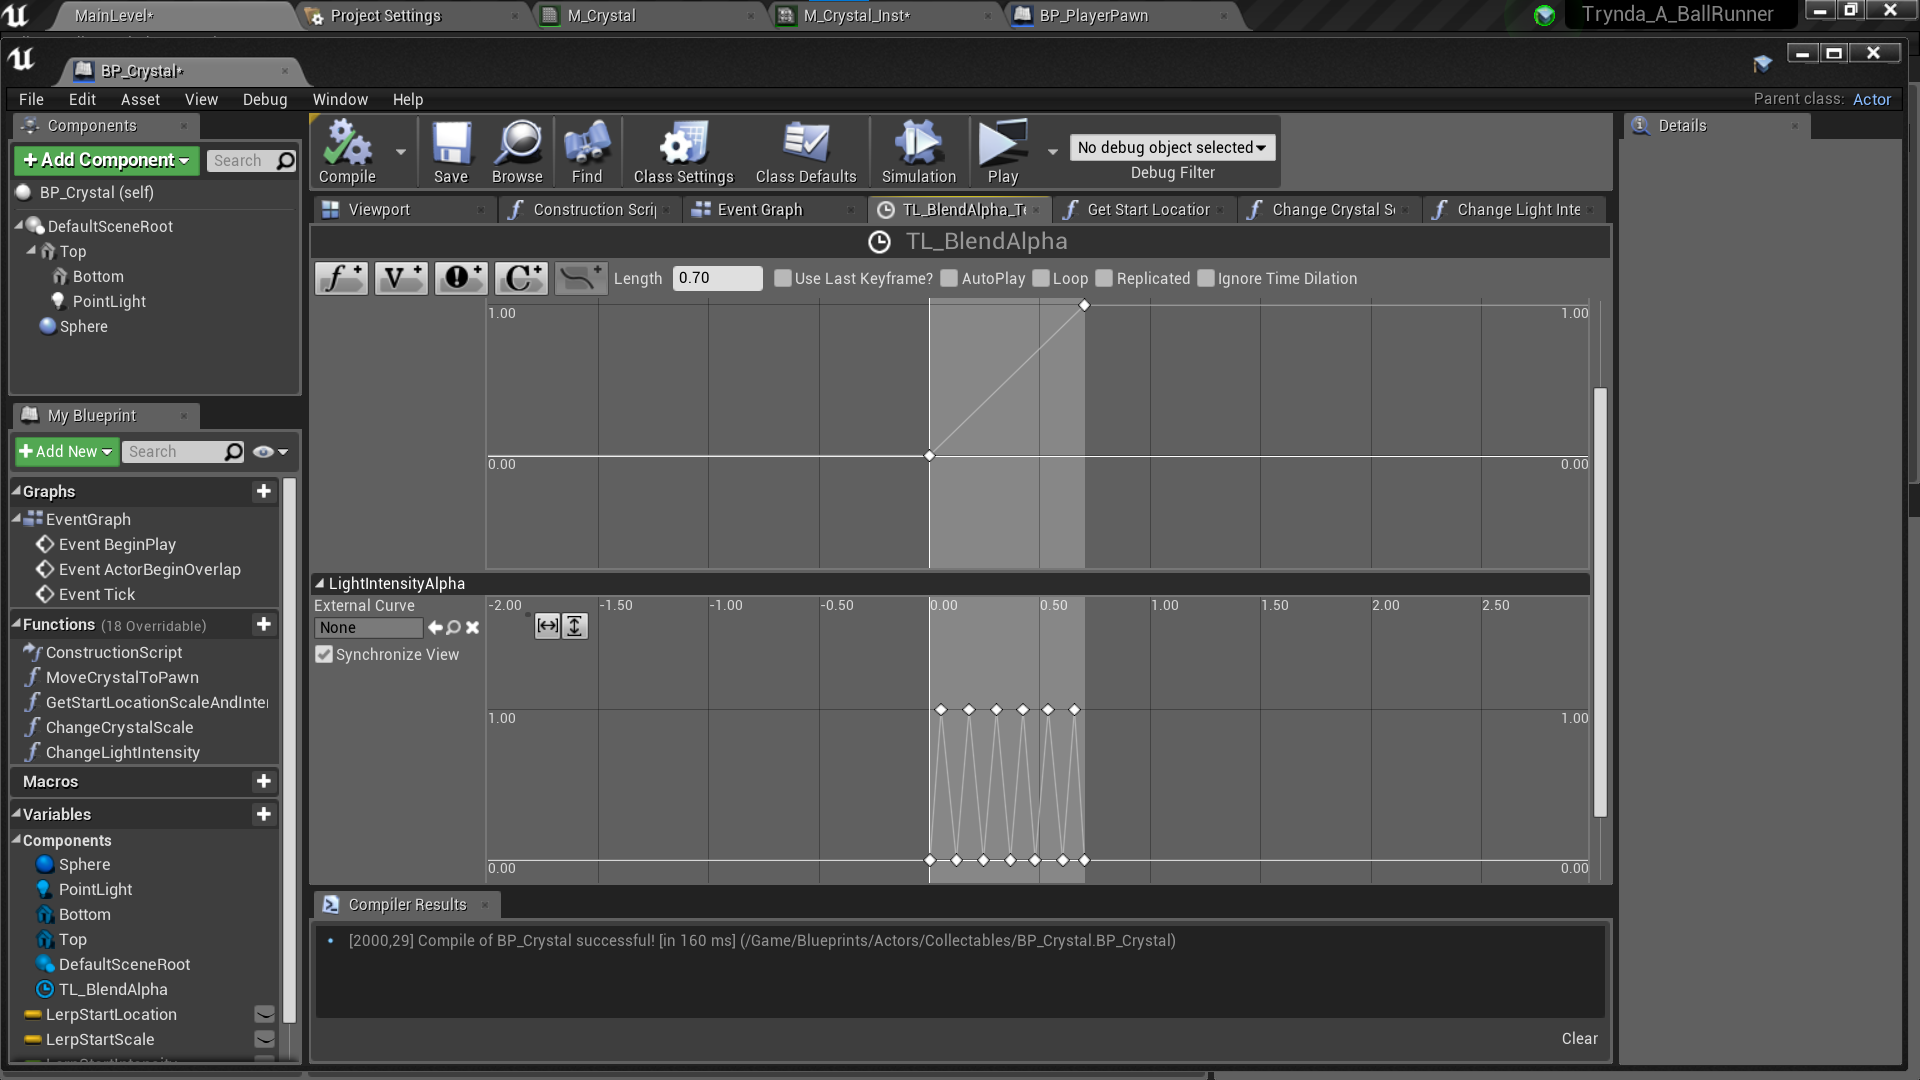 MainLevel*
Project Settings
M_Crystal
M_Crystal_Inst*
BP_PlayerPawn
Trynda_A_BallRunner
BP_Crystal*
File Edit Asset View Debug Window Help
Parent class: Actor
Components
Add Component
Search
BP_Crystal (self)
DefaultSceneRoot
Top
Bottom
PointLight
Sphere
Compile
Save
Browse
Find
Class Settings
Class Defaults
Simulation
Play
No debug object selected
Debug Filter
Details
Viewport
Construction Scrip
Event Graph
TL_BlendAlpha_Te
Get Start Location
Change Crystal Sc
Change Light Inte
TL_BlendAlpha
Length 0.70 Use Last Keyframe? AutoPlay Loop Replicated Ignore Time Dilation
1.00 1.00
0.00 0.00
LightIntensityAlpha
External Curve
None
Synchronize View
-2.00 -1.50 -1.00 -0.50 0.00 0.50 1.00 1.50 2.00 2.50
1.00 1.00
0.00 0.00
My Blueprint
Add New
Search
Graphs
EventGraph
Event BeginPlay
Event ActorBeginOverlap
Event Tick
Functions (18 Overridable)
ConstructionScript
MoveCrystalToPawn
GetStartLocationScaleAndInte
ChangeCrystalScale
ChangeLightIntensity
Macros
Variables
Components
Sphere
PointLight
Bottom
Top
DefaultSceneRoot
TL_BlendAlpha
LerpStartLocation
LerpStartScale
Compiler Results
[2000,29] Compile of BP_Crystal successful! [in 160 ms] (/Game/Blueprints/Actors/Collectables/BP_Crystal.BP_Crystal)
Clear